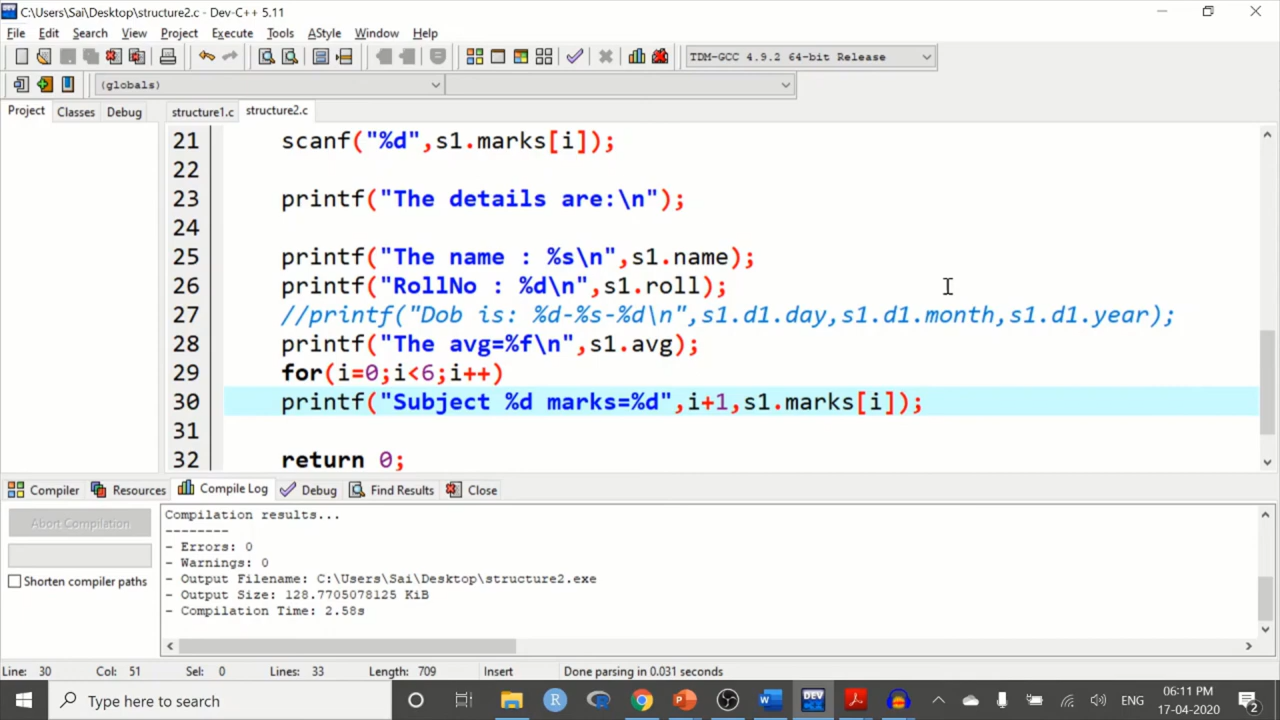 C:\Users\Sai\Desktop\structure2.c - Dev-C++ 5.11
File Edit Search View Project Execute Tools AStyle Window Help
TDM-GCC 4.9.2 64-bit Release
(globals)
Project Classes Debug structure1.c structure2.c
21 scanf("%d",s1.marks[i]);
22
23 printf("The details are:\n");
24
25 printf("The name : %s\n",s1.name);
26 printf("RollNo : %d\n",s1.roll);
27 //printf("Dob is: %d-%s-%d\n",s1.d1.day,s1.d1.month,s1.d1.year);
28 printf("The avg=%f\n",s1.avg);
29 for(i=0;i<6;i++)
30 printf("Subject %d marks=%d",i+1,s1.marks[i]);
31
32 return 0;
Compiler Resources Compile Log Debug Find Results Close
Abort Compilation
Shorten compiler paths
Compilation results...
--------
- Errors: 0
- Warnings: 0
- Output Filename: C:\Users\Sai\Desktop\structure2.exe
- Output Size: 128.7705078125 KiB
- Compilation Time: 2.58s
Line: 30 Col: 51 Sel: 0 Lines: 33 Length: 709 Insert Done parsing in 0.031 seconds
Type here to search
DEV
ENG
06:11 PM
17-04-2020
2